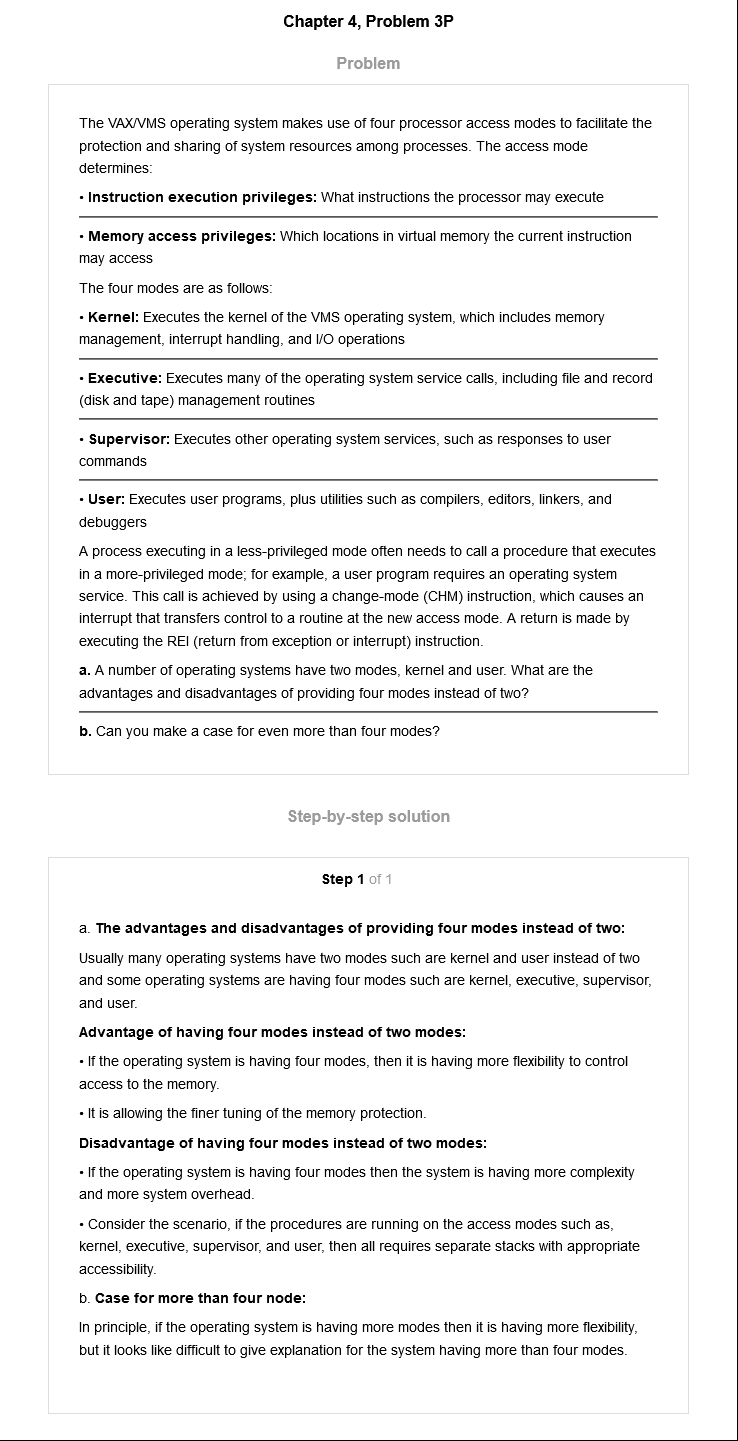 Chapter 4, Problem 3P
Problem
The VAX/VMS operating system makes use of four processor access modes to facilitate the
protection and sharing of system resources among processes. The access mode
determines:
• Instruction execution privileges: What instructions the processor may execute
• Memory access privileges: Which locations in virtual memory the current instruction
may access
The four modes are as follows:
• Kernel: Executes the kernel of the VMS operating system, which includes memory
management, interrupt handling, and I/O operations
• Executive: Executes many of the operating system service calls, including file and record
(disk and tape) management routines
• Supervisor: Executes other operating system services, such as responses to user
commands
• User: Executes user programs, plus utilities such as compilers, editors, linkers, and
debuggers
A process executing in a less-privileged mode often needs to call a procedure that executes
in a more-privileged mode; for example, a user program requires an operating system
service. This call is achieved by using a change-mode (CHM) instruction, which causes an
interrupt that transfers control to a routine at the new access mode. A return is made by
executing the REI (return from exception or interrupt) instruction.
a. A number of operating systems have two modes, kernel and user. What are the
advantages and disadvantages of providing four modes instead of two?
b. Can you make a case for even more than four modes?
Step-by-step solution
Step 1 of 1
a. The advantages and disadvantages of providing four modes instead of two:
Usually many operating systems have two modes such are kernel and user instead of two
and some operating systems are having four modes such are kernel, executive, supervisor,
and user.
Advantage of having four modes instead of two modes:
• If the operating system is having four modes, then it is having more flexibility to control
access to the memory.
• It is allowing the finer tuning of the memory protection.
Disadvantage of having four modes instead of two modes:
• If the operating system is having four modes then the system is having more complexity
and more system overhead.
• Consider the scenario, if the procedures are running on the access modes such as,
kernel, executive, supervisor, and user, then all requires separate stacks with appropriate
accessibility.
b. Case for more than four node:
In principle, if the operating system is having more modes then it is having more flexibility,
but it looks like difficult to give explanation for the system having more than four modes.